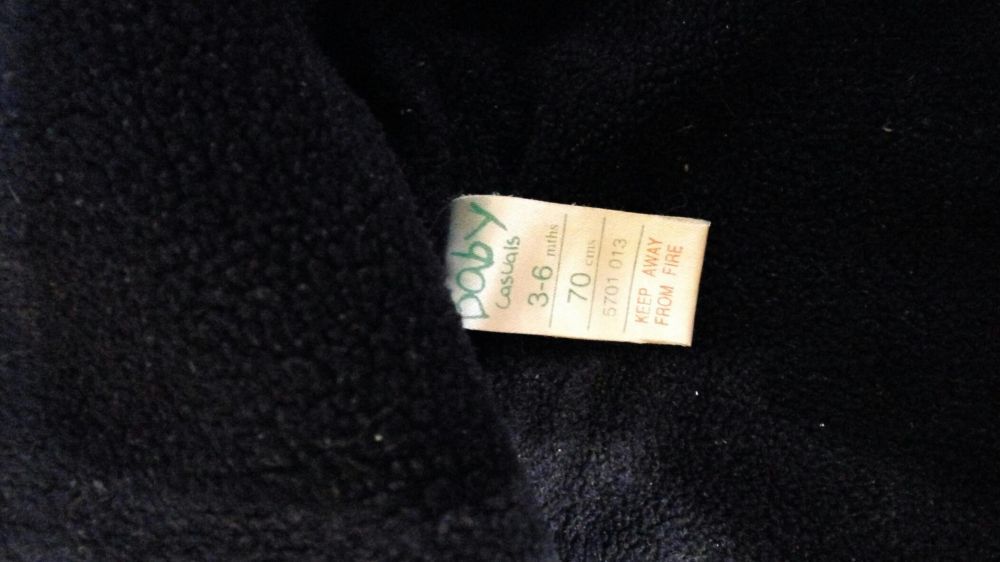 baby
casuals
3-6 mths
70 cms
5701 013
KEEP AWAY
FROM FIRE